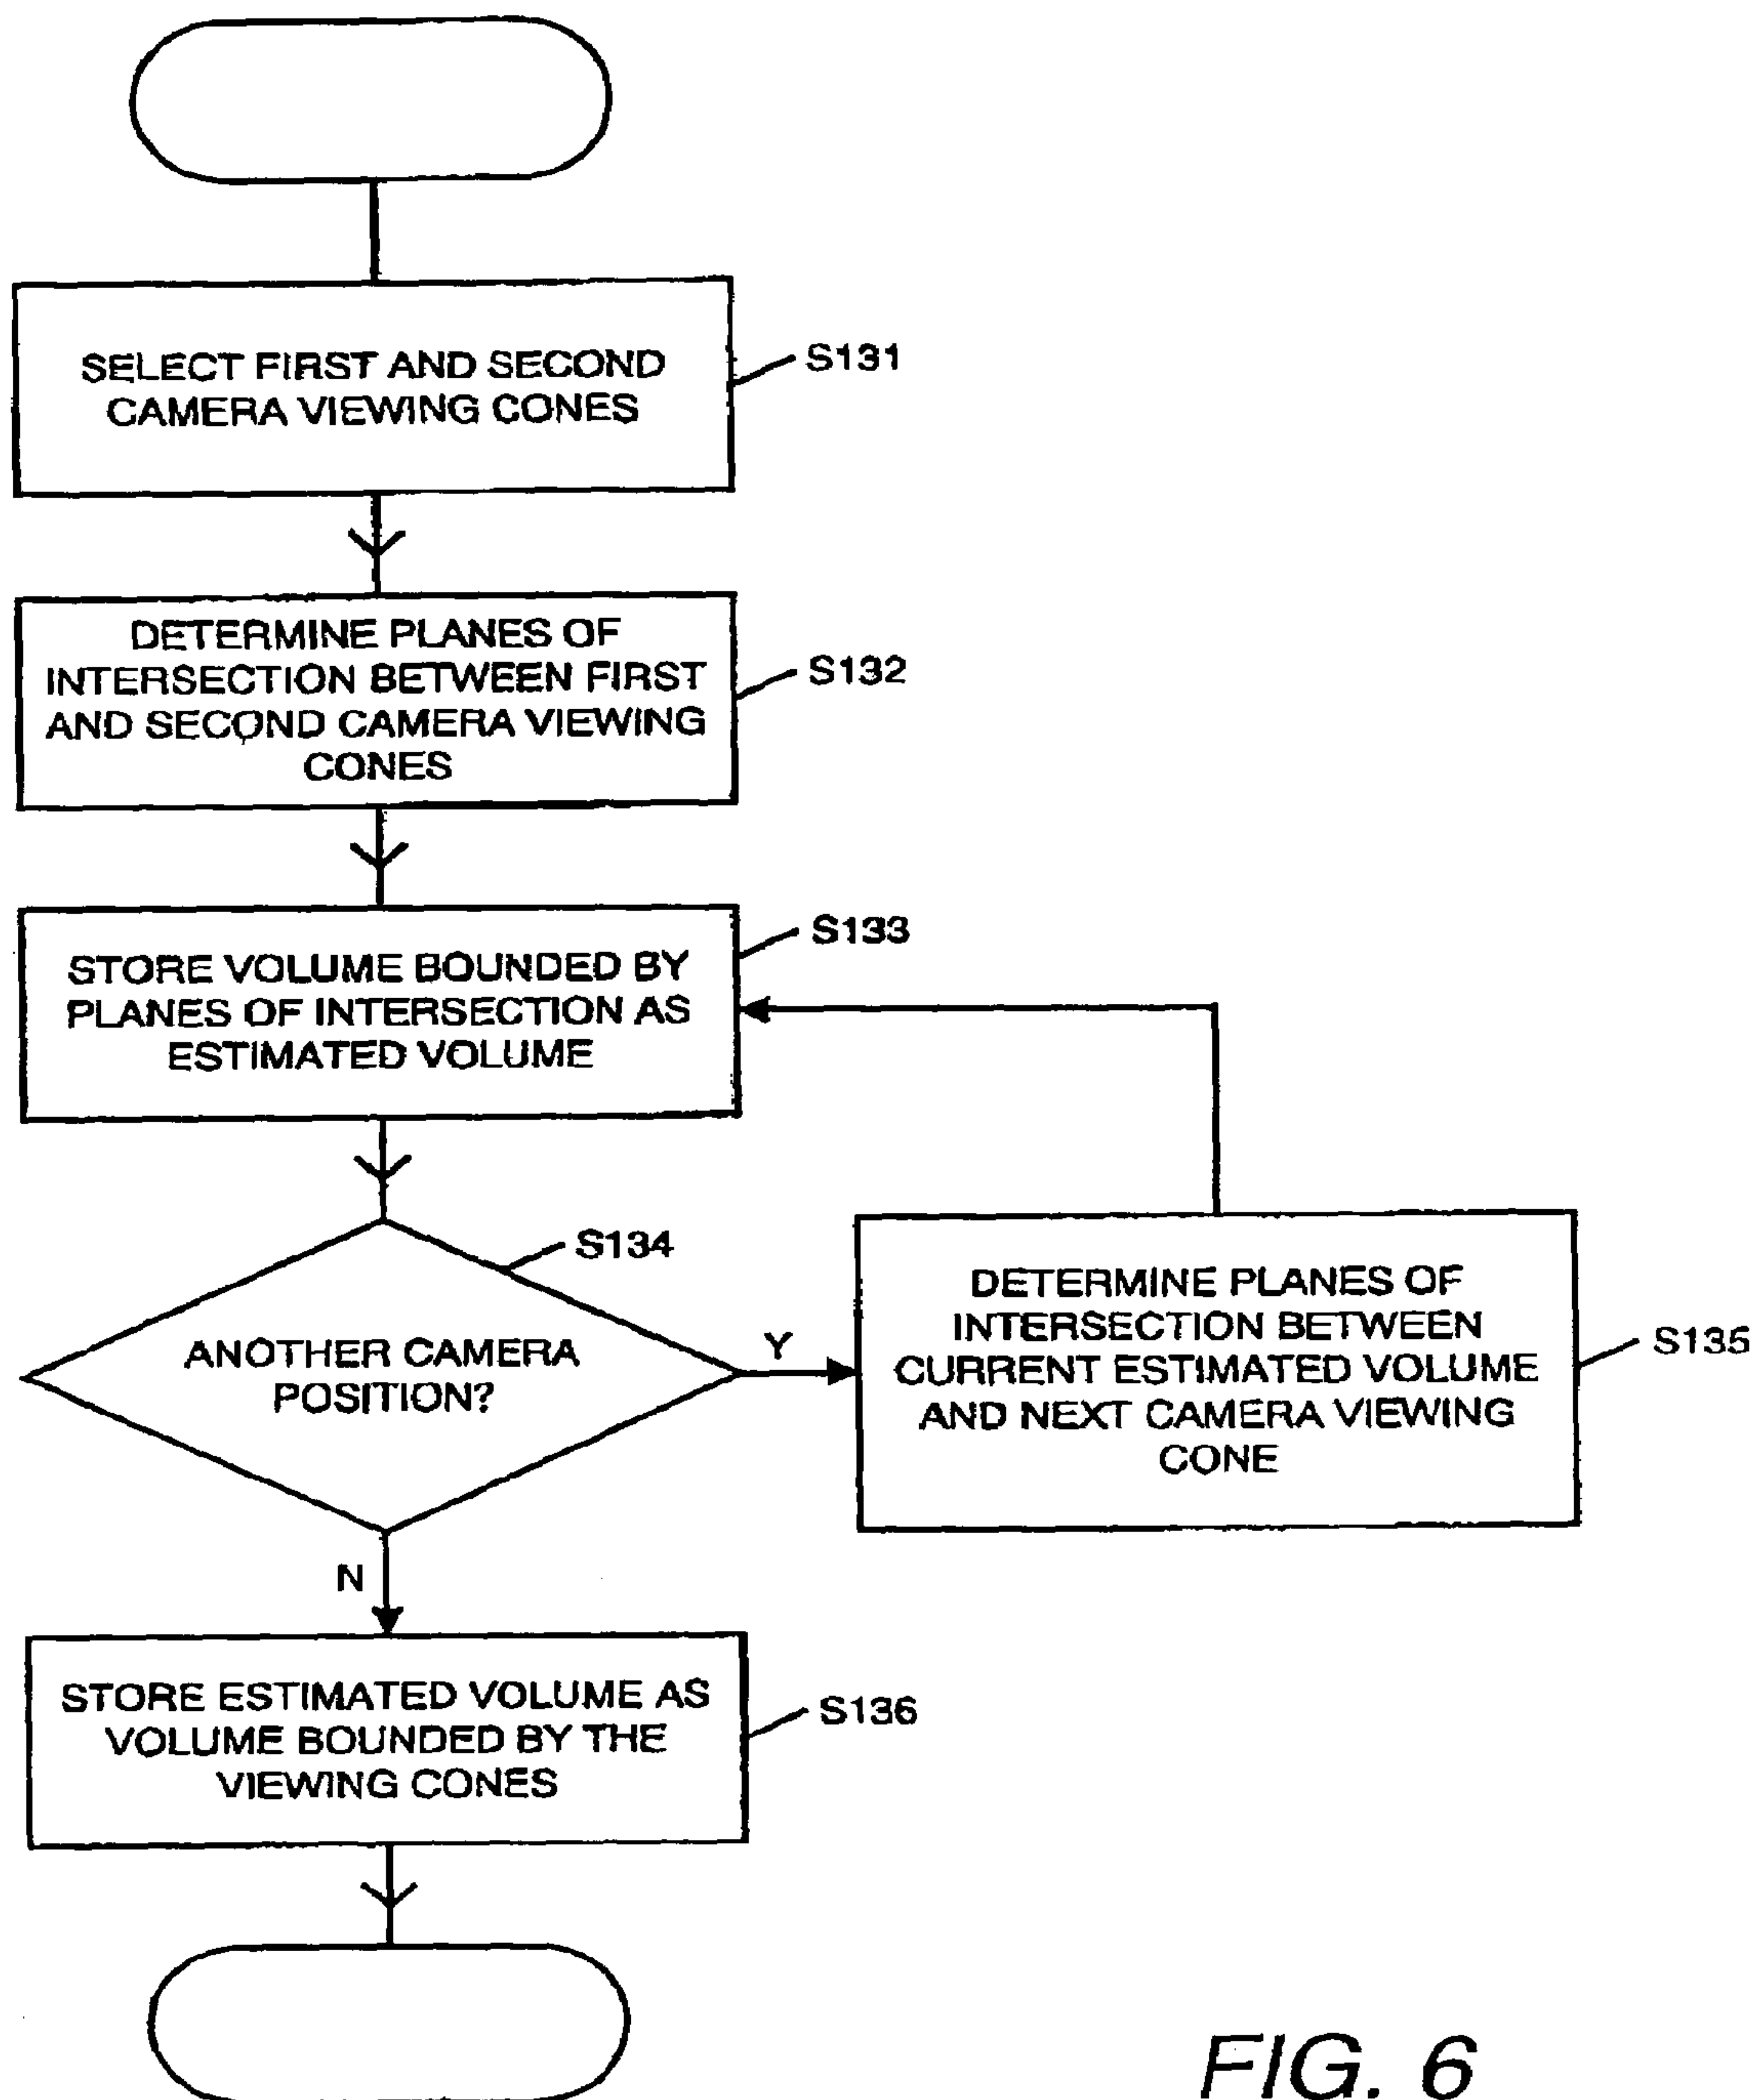 SELECT FIRST AND SECOND
CAMERA VIEWING CONES
S131
DETERMINE PLANES OF
INTERSECTION BETWEEN FIRST
AND SECOND CAMERA VIEWING
CONES
S132
STORE VOLUME BOUNDED BY
PLANES OF INTERSECTION AS
ESTIMATED VOLUME
S133
ANOTHER CAMERA
POSITION?
S134
Y
DETERMINE PLANES OF
INTERSECTION BETWEEN
CURRENT ESTIMATED VOLUME
AND NEXT CAMERA VIEWING
CONE
S135
N
STORE ESTIMATED VOLUME AS
VOLUME BOUNDED BY THE
VIEWING CONES
S136
FIG. 6